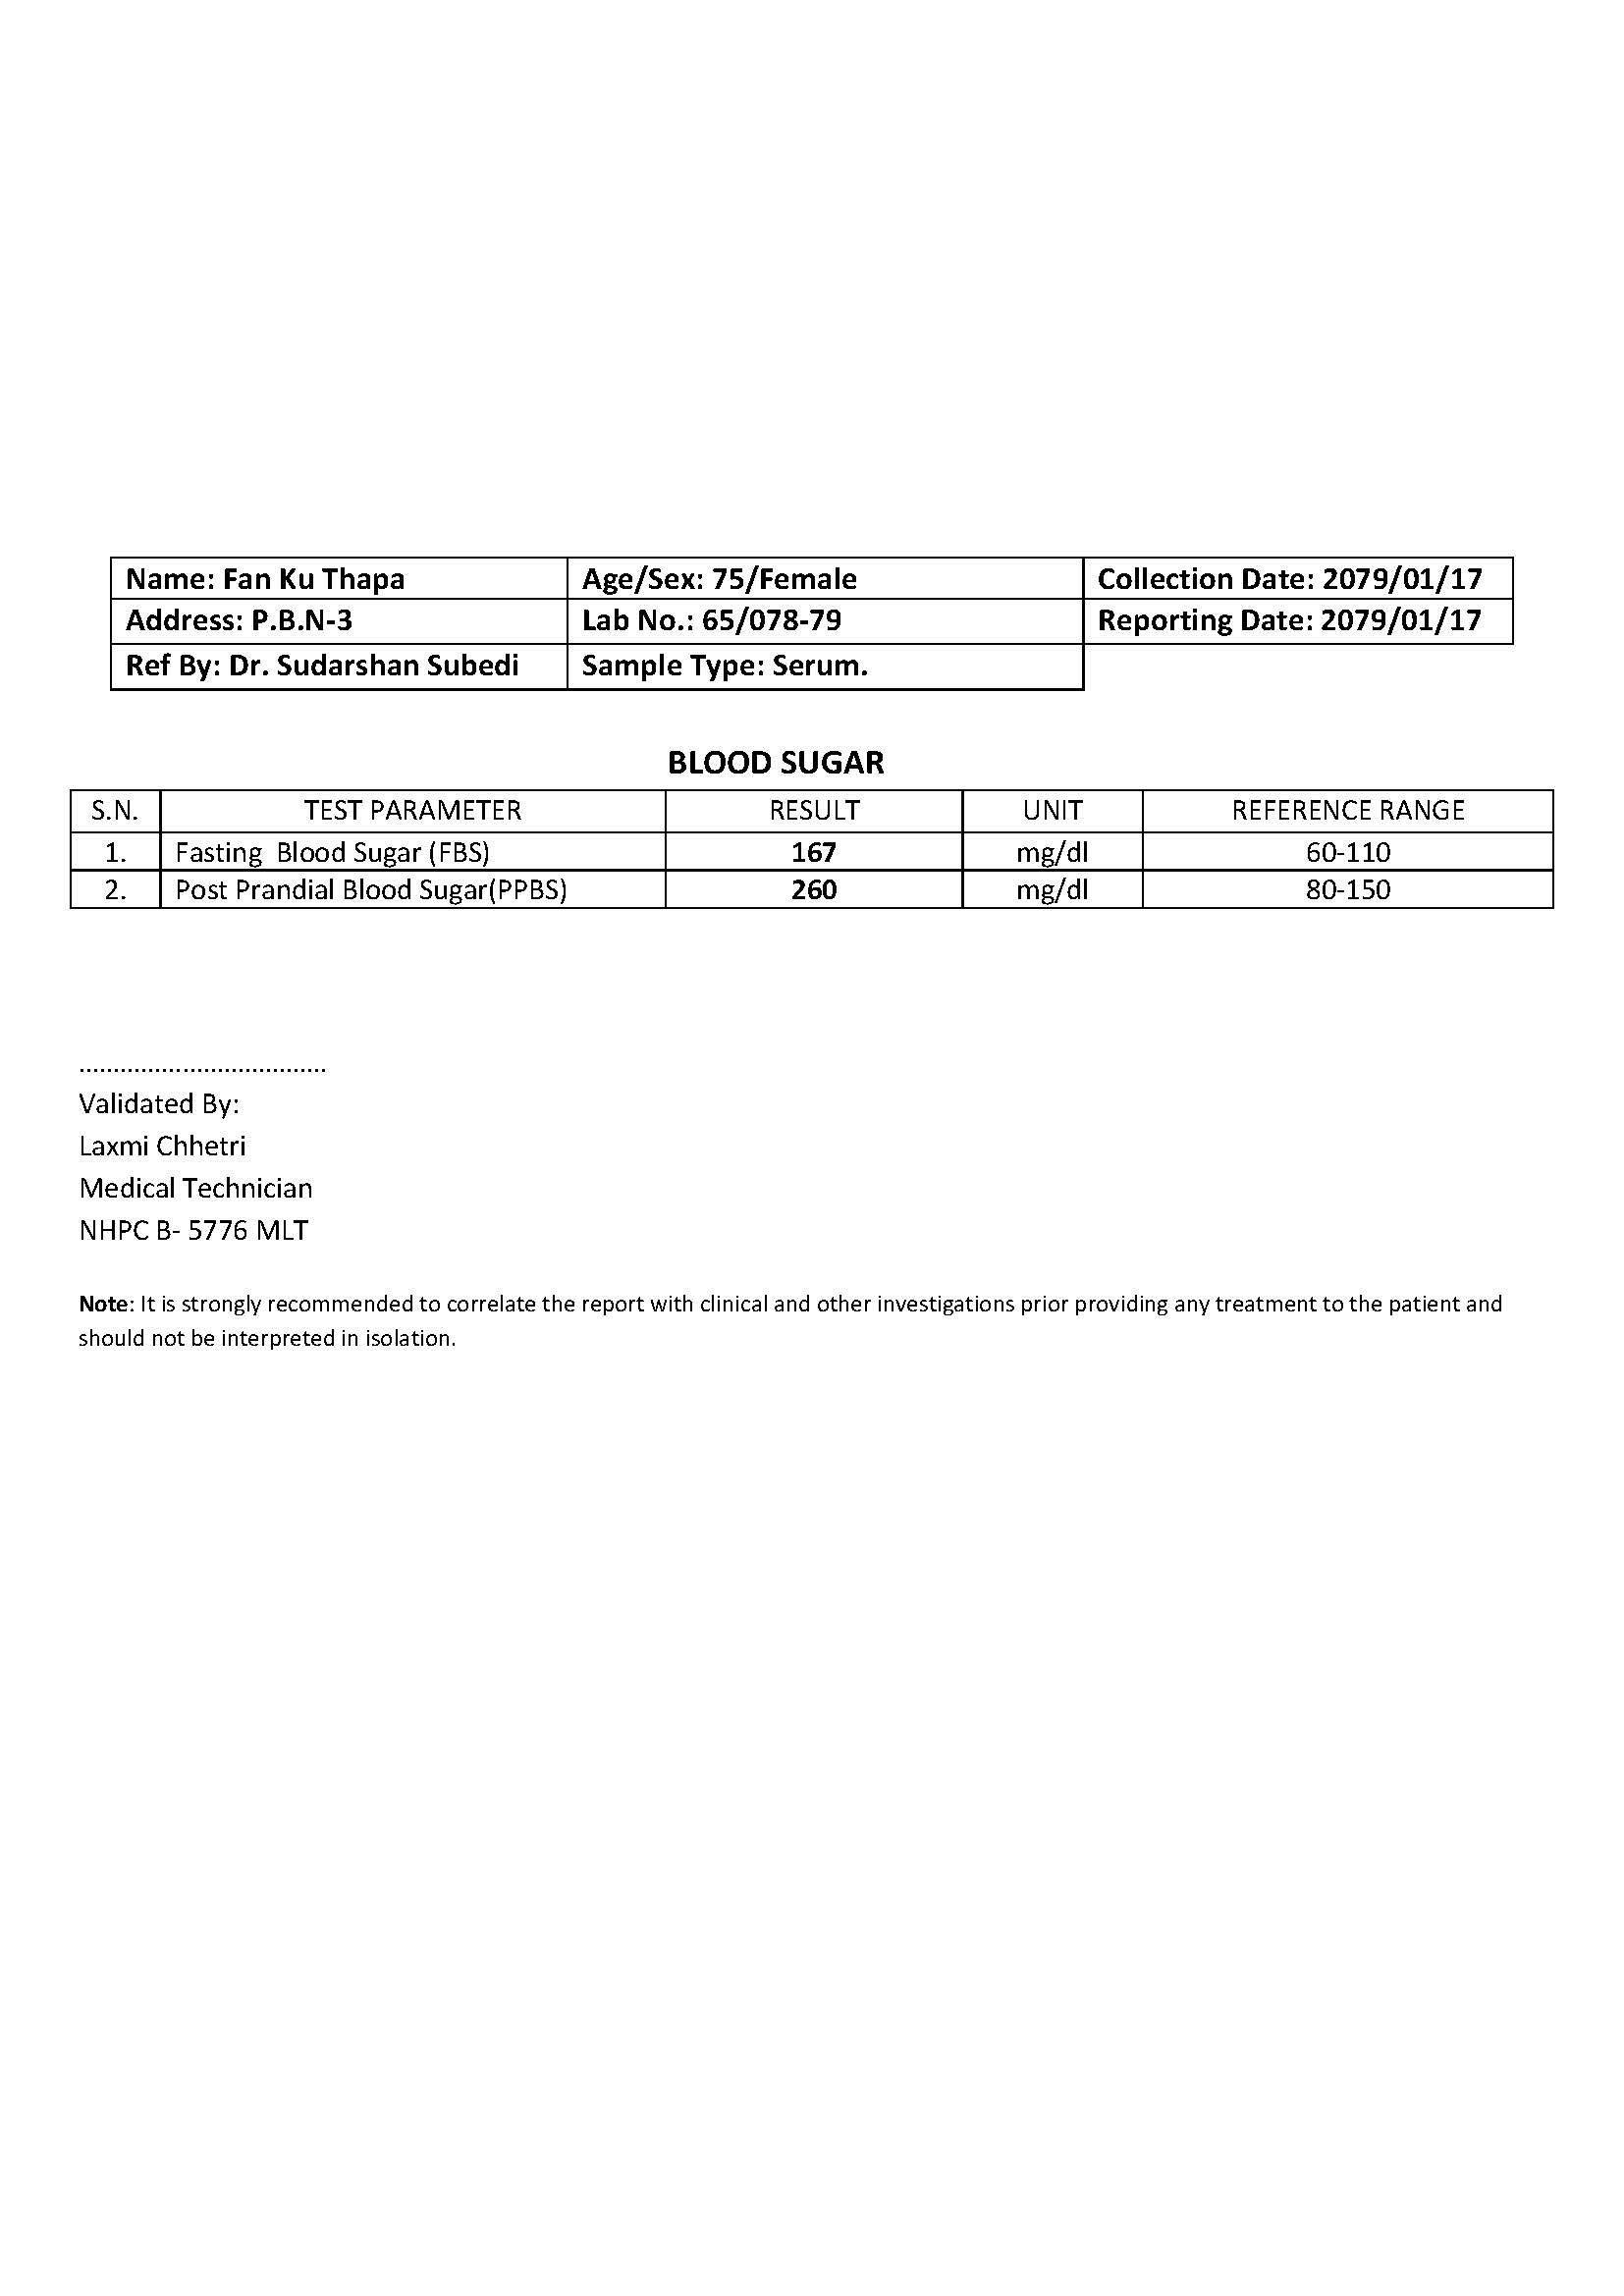 Name: Fan Ku Thapa Age/Sex: 75/Female Collection Date: 2079/01/17
Address: P.B.N-3 Lab No.: 65/078-79 Reporting Date: 2079/01/17
Ref By: Dr. Sudarshan Subedi Sample Type: Serum.
BLOOD SUGAR
S.N. TEST PARAMETER RESULT UNIT REFERENCE RANGE
1. Fasting  Blood Sugar (FBS) 167 mg/dl 60-110
2. Post Prandial Blood Sugar(PPBS) 260 mg/dl 80-150
....................................
Validated By:
Laxmi Chhetri
Medical Technician
NHPC B- 5776 MLT
Note: It is strongly recommended to correlate the report with clinical and other investigations prior providing any treatment to the patient and
should not be interpreted in isolation.